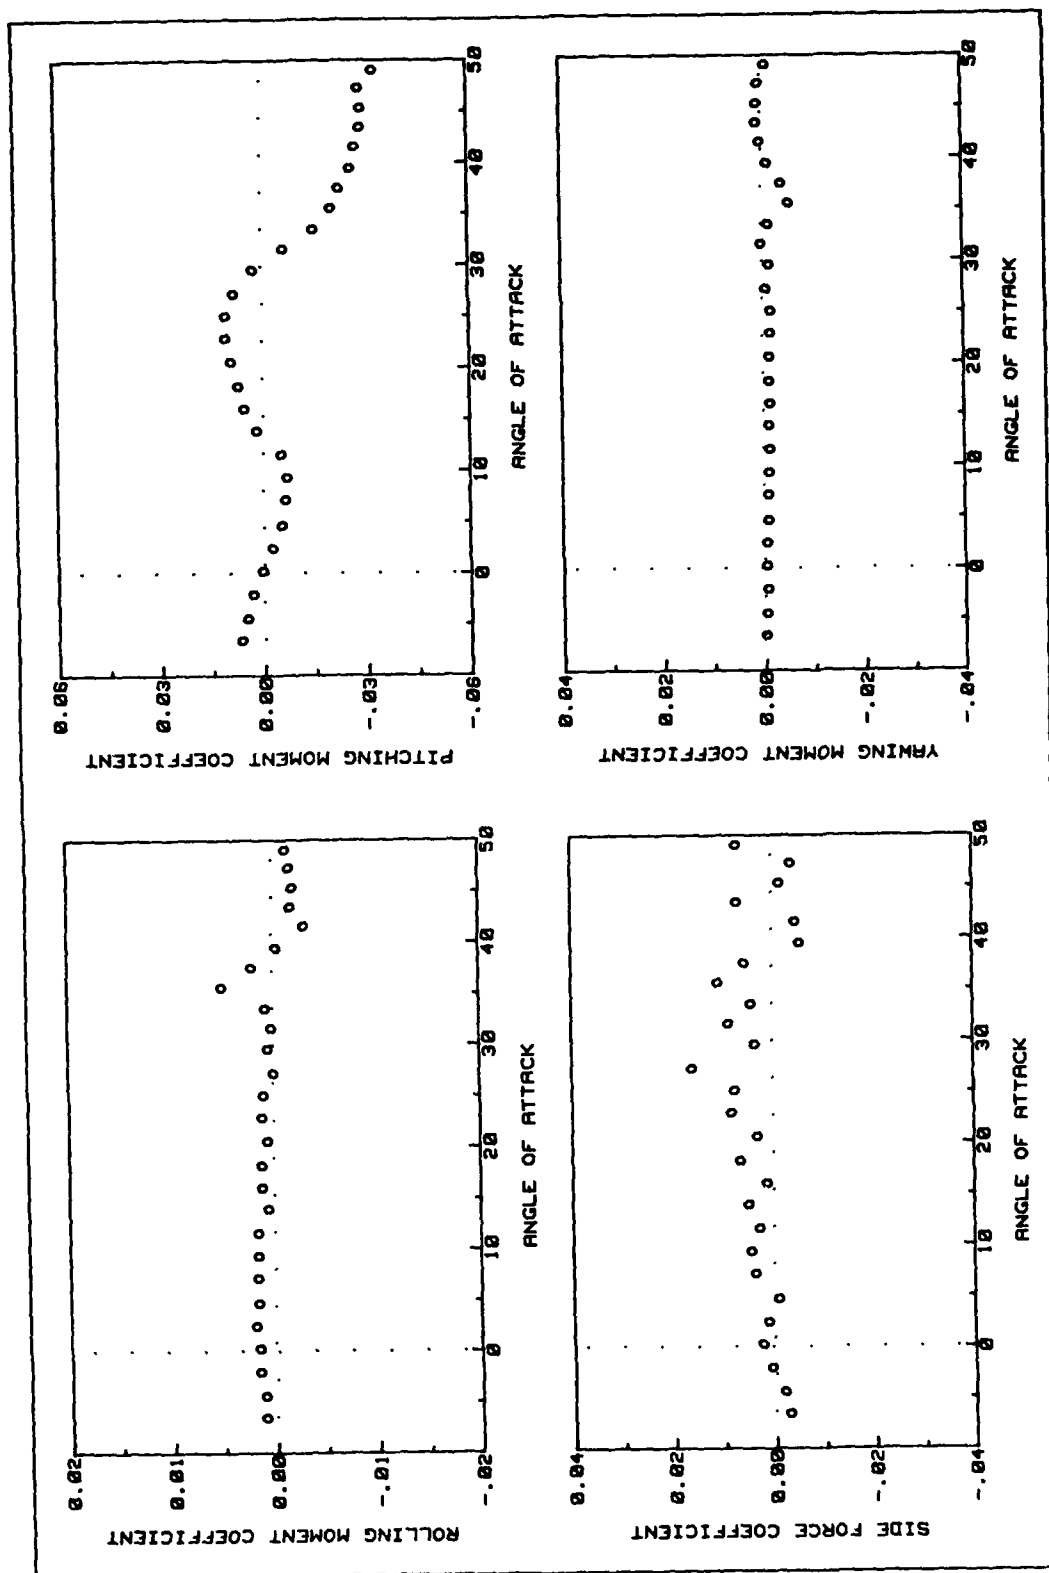 0.02
0.01
0.00
-.01
-.02
ROLLING MOMENT COEFFICIENT
0 10 20 30 40 50
ANGLE OF ATTACK
0.06
0.03
0.00
-.03
-.06
PITCHING MOMENT COEFFICIENT
0 10 20 30 40 50
ANGLE OF ATTACK
0.04
0.02
0.00
-.02
-.04
SIDE FORCE COEFFICIENT
0 10 20 30 40 50
ANGLE OF ATTACK
0.04
0.02
0.00
-.02
-.04
YAWING MOMENT COEFFICIENT
0 10 20 30 40 50
ANGLE OF ATTACK